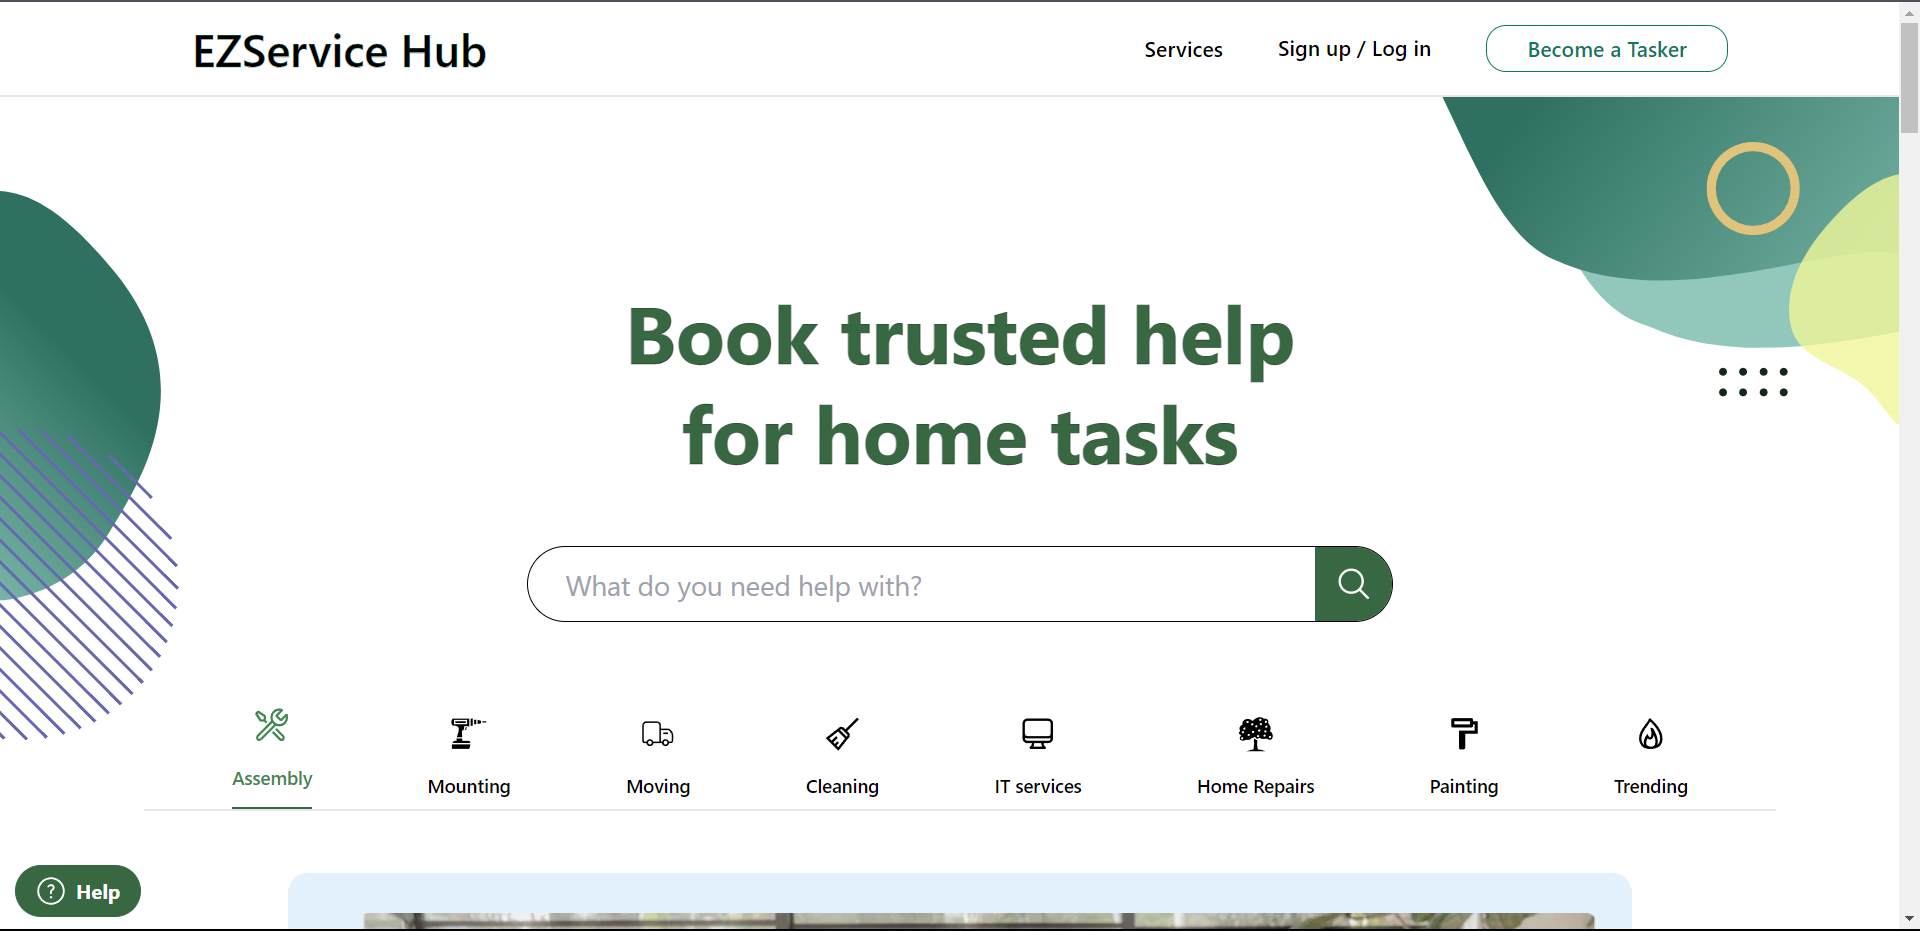 EZService Hub
Services
Sign up / Log in
Become a Tasker
Book trusted help
for home tasks
What do you need help with?
Assembly
Mounting
Moving
Cleaning
IT services
Home Repairs
Painting
Trending
? Help